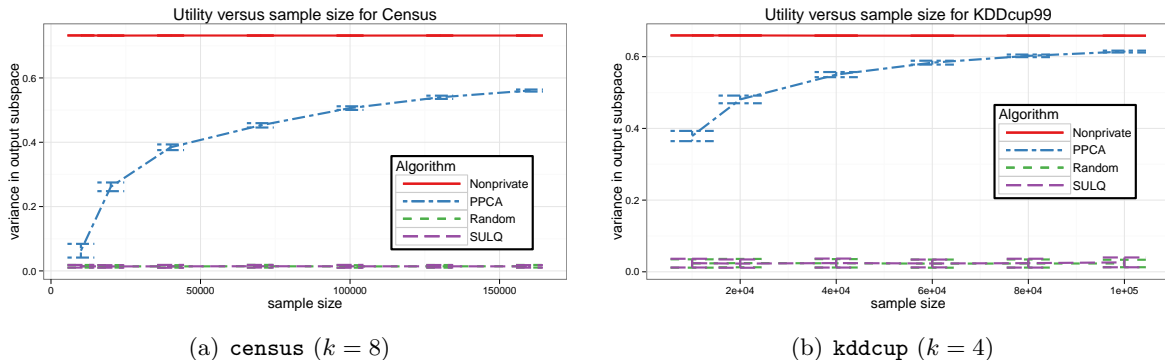 Utility versus sample size for Census
variance in output subspace
0.6
0.4
0.2
0.0
Algorithm
Nonprivate
PPCA
Random
SULQ
0 50000 100000 150000
sample size
(a) census (k = 8)
Utility versus sample size for KDDcup99
variance in output subspace
0.6
0.4
0.2
0.0
Algorithm
Nonprivate
PPCA
Random
SULQ
2e+04 4e+04 6e+04 8e+04 1e+05
sample size
(b) kddcup (k = 4)